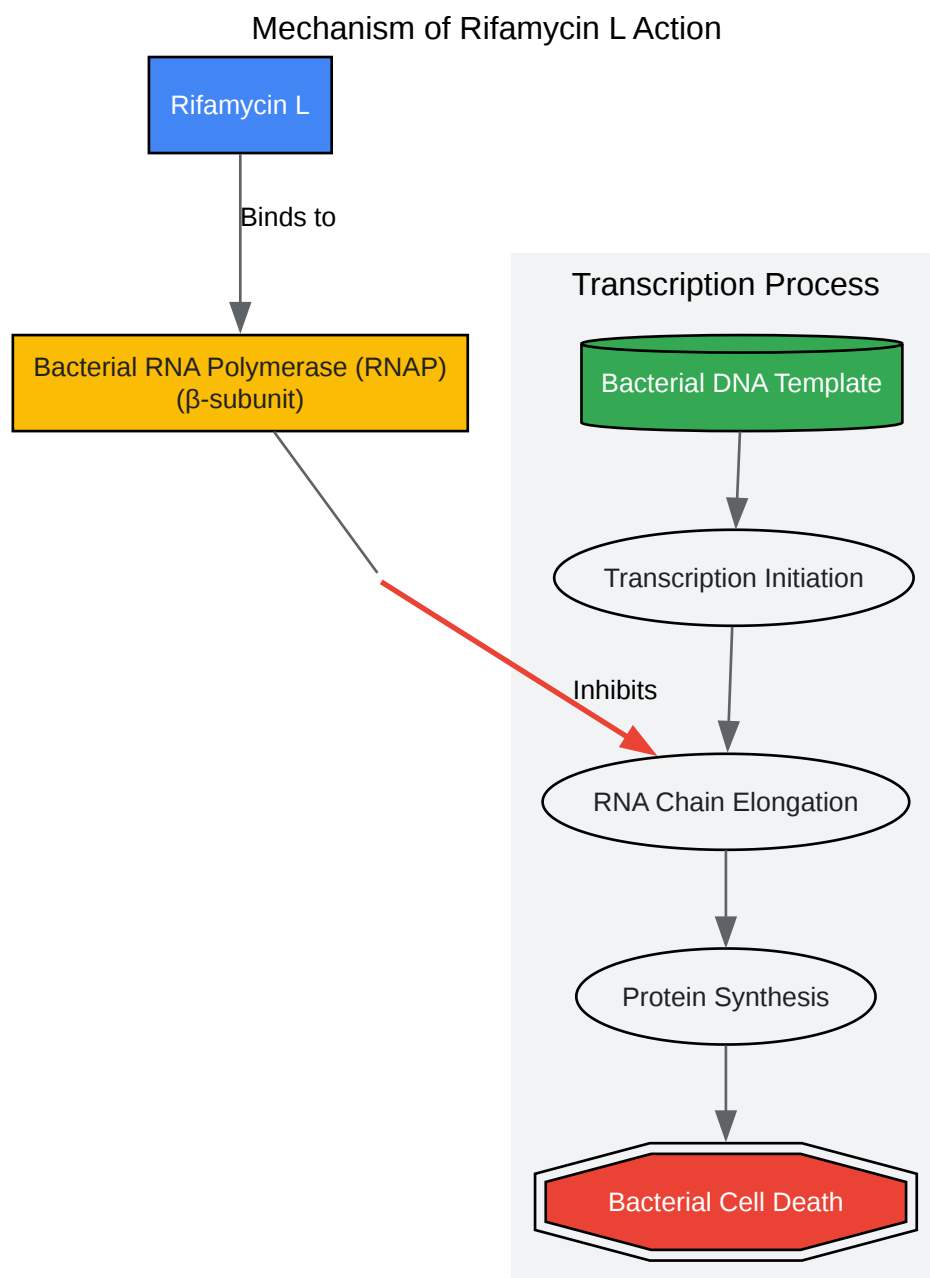 Mechanism of Rifamycin L Action
Rifamycin L
Binds to
Bacterial RNA Polymerase (RNAP)
(β-subunit)
Transcription Process
Bacterial DNA Template
Transcription Initiation
Inhibits
RNA Chain Elongation
Protein Synthesis
Bacterial Cell Death